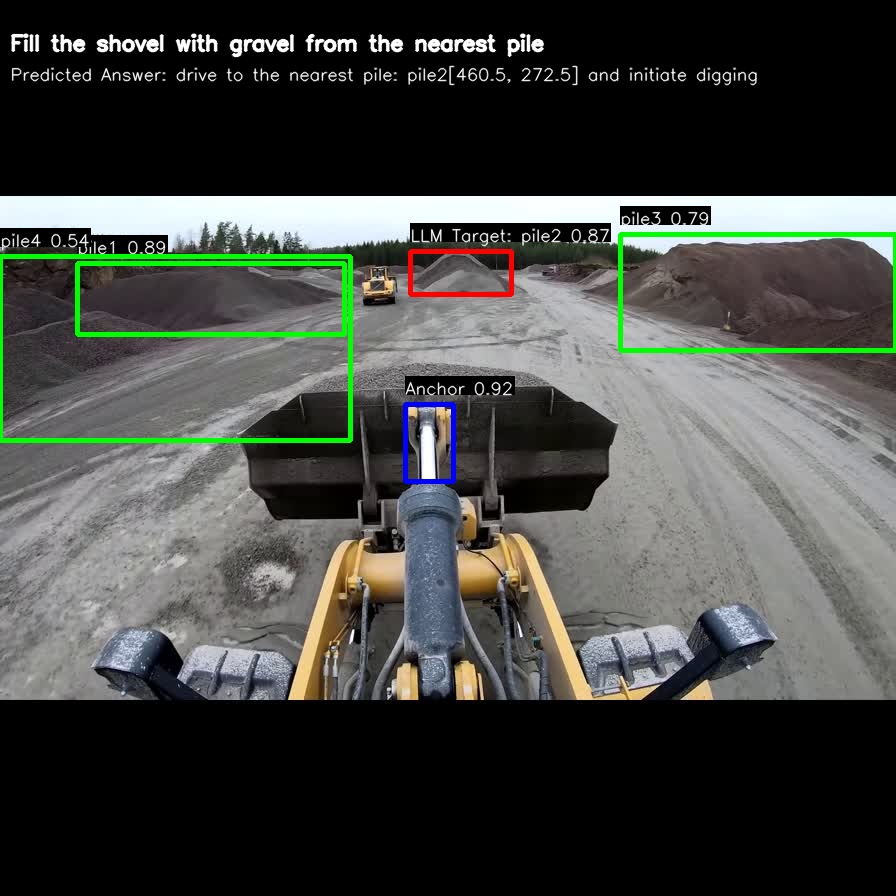 Fill the shovel with gravel from the nearest pile
Predicted Answer: drive to the nearest pile: pile2[460.5, 272.5] and initiate digging
pile3 0.79
LLM Target: pile2 0.87
pile4 0.54
pile1 0.89
Anchor 0.92